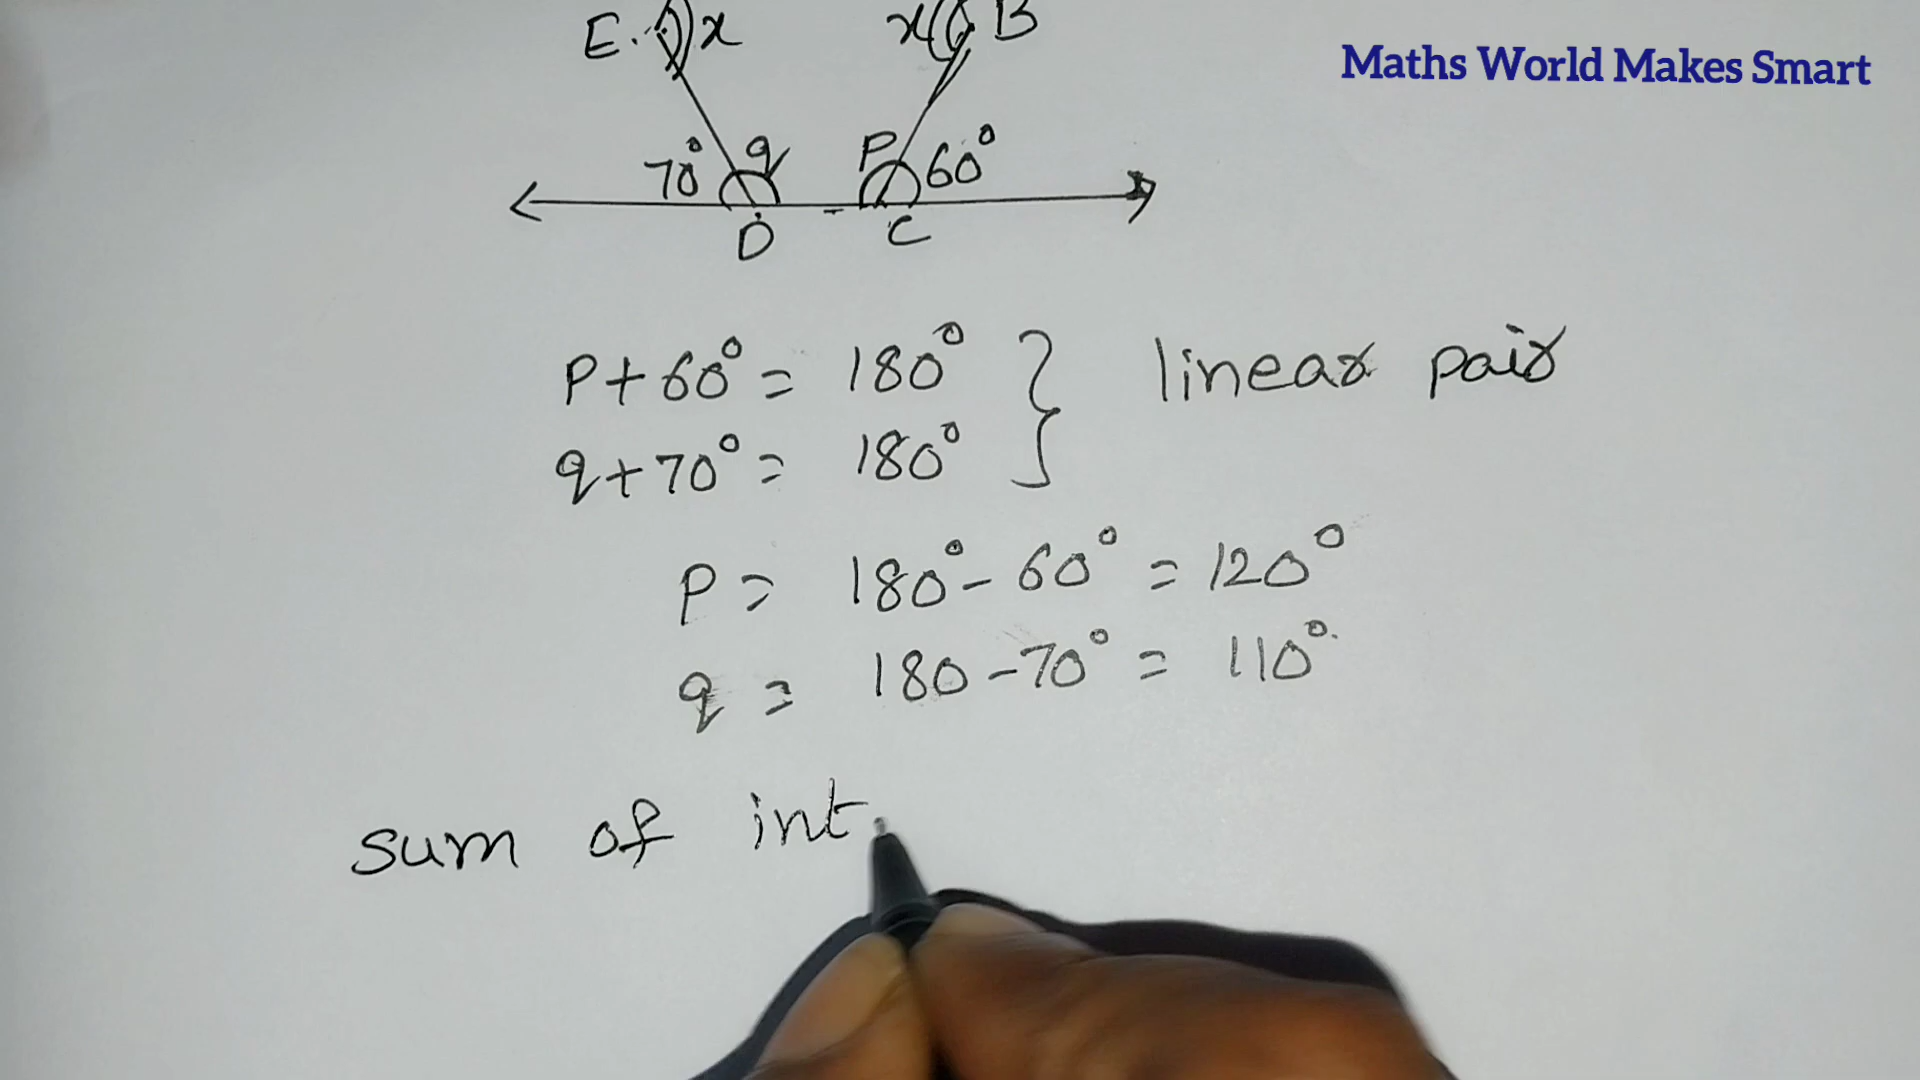 E. x x B
Maths World Makes Smart
70° q P 60°
D C
P + 60° = 180° } linear pair
q + 70° = 180°
P = 180° - 60° = 120°
q = 180 - 70° = 110°.
sum of int